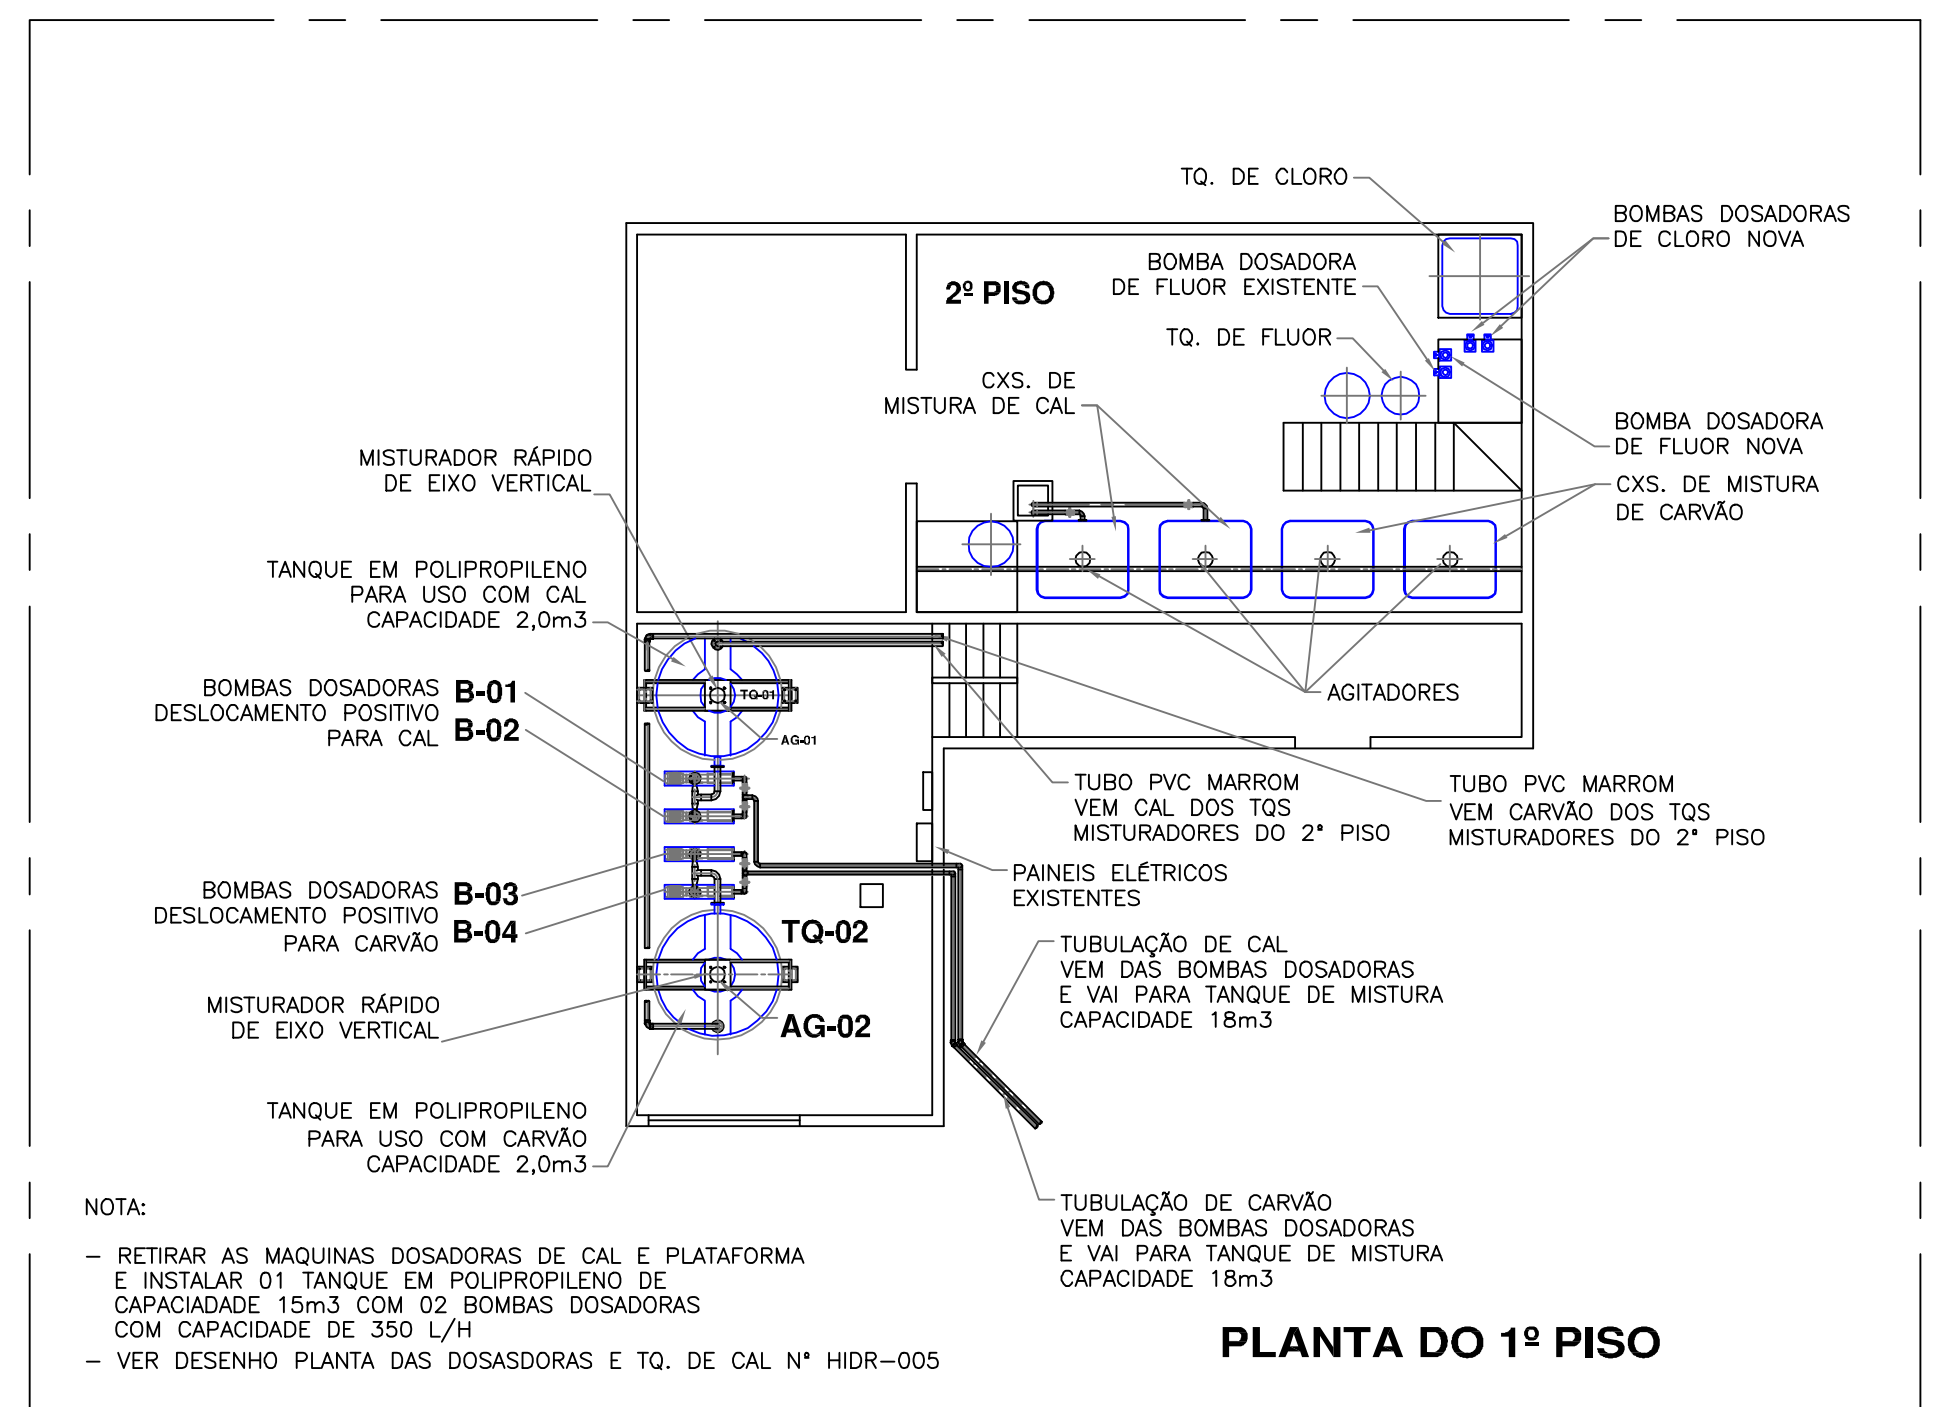 TQ. DE CLORO
BOMBAS DOSADORAS
DE CLORO NOVA
BOMBA DOSADORA
DE FLUOR EXISTENTE
2º PISO
TQ. DE FLUOR
CXS. DE
MISTURA DE CAL
BOMBA DOSADORA
DE FLUOR NOVA
MISTURADOR RÁPIDO
DE EIXO VERTICAL
CXS. DE MISTURA
DE CARVÃO
TANQUE EM POLIPROPILENO
PARA USO COM CAL
CAPACIDADE 2,0m3
BOMBAS DOSADORAS
DESLOCAMENTO POSITIVO
PARA CAL
B-01
B-02
TQ-01
AG-01
AGITADORES
TUBO PVC MARROM
VEM CAL DOS TQS
MISTURADORES DO 2ª PISO
TUBO PVC MARROM
VEM CARVÃO DOS TQS
MISTURADORES DO 2ª PISO
PAINEIS ELÉTRICOS
EXISTENTES
BOMBAS DOSADORAS
DESLOCAMENTO POSITIVO
PARA CARVÃO
B-03
B-04
TQ-02
TUBULAÇÃO DE CAL
VEM DAS BOMBAS DOSADORAS
E VAI PARA TANQUE DE MISTURA
CAPACIDADE 18m3
MISTURADOR RÁPIDO
DE EIXO VERTICAL
AG-02
TANQUE EM POLIPROPILENO
PARA USO COM CARVÃO
CAPACIDADE 2,0m3
TUBULAÇÃO DE CARVÃO
VEM DAS BOMBAS DOSADORAS
E VAI PARA TANQUE DE MISTURA
CAPACIDADE 18m3
NOTA:
– RETIRAR AS MAQUINAS DOSADORAS DE CAL E PLATAFORMA
E INSTALAR 01 TANQUE EM POLIPROPILENO DE
CAPACIADADE 15m3 COM 02 BOMBAS DOSADORAS
COM CAPACIDADE DE 350 L/H
– VER DESENHO PLANTA DAS DOSASDORAS E TQ. DE CAL Nª HIDR–005
PLANTA DO 1º PISO